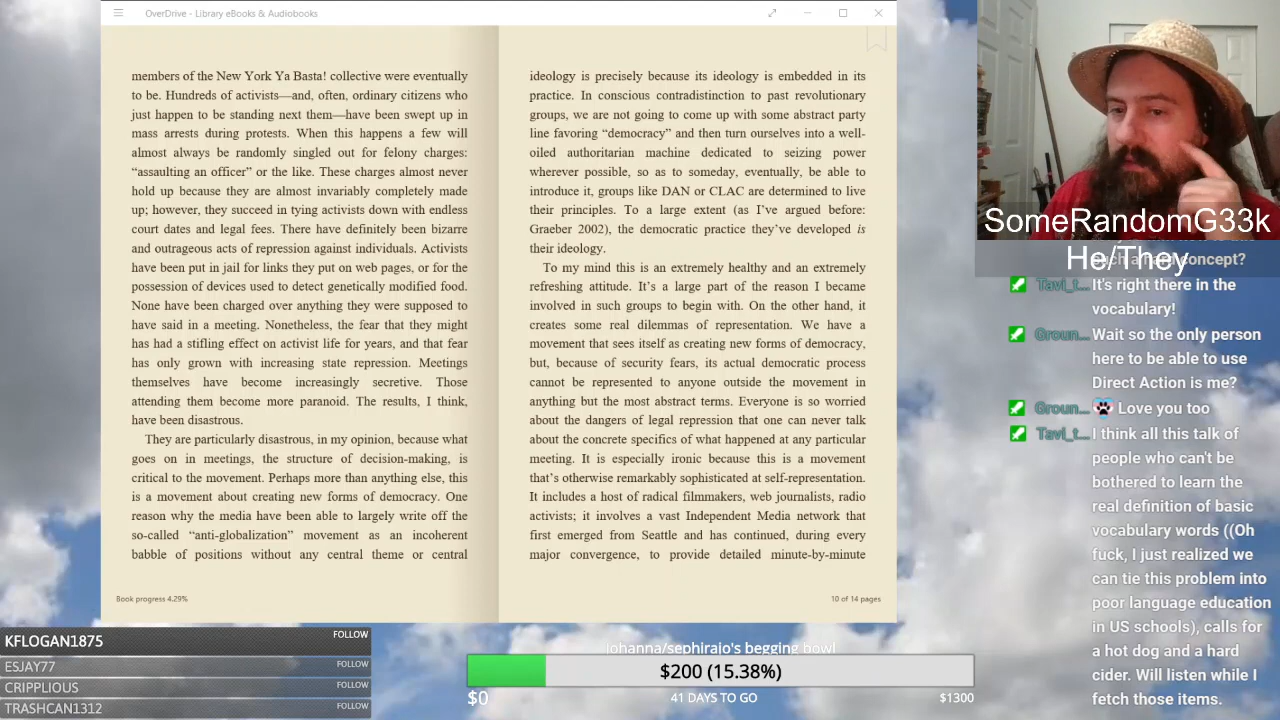 OverDrive - Library eBooks & Audiobooks
members of the New York Ya Basta! collective were eventually
to be. Hundreds of activists—and, often, ordinary citizens who
just happen to be standing next them—have been swept up in
mass arrests during protests. When this happens a few will
almost always be randomly singled out for felony charges:
“assaulting an officer” or the like. These charges almost never
hold up because they are almost invariably completely made
up; however, they succeed in tying activists down with endless
court dates and legal fees. There have definitely been bizarre
and outrageous acts of repression against individuals. Activists
have been put in jail for links they put on web pages, or for the
possession of devices used to detect genetically modified food.
None have been charged over anything they were supposed to
have said in a meeting. Nonetheless, the fear that they might
has had a stifling effect on activist life for years, and that fear
has only grown with increasing state repression. Meetings
themselves have become increasingly secretive. Those
attending them become more paranoid. The results, I think,
have been disastrous.
They are particularly disastrous, in my opinion, because what
goes on in meetings, the structure of decision-making, is
critical to the movement. Perhaps more than anything else, this
is a movement about creating new forms of democracy. One
reason why the media have been able to largely write off the
so-called “anti-globalization” movement as an incoherent
babble of positions without any central theme or central
Book progress 4.29%
ideology is precisely because its ideology is embedded in its
practice. In conscious contradistinction to past revolutionary
groups, we are not going to come up with some abstract party
line favoring “democracy” and then turn ourselves into a well-
oiled authoritarian machine dedicated to seizing power
wherever possible, so as to someday, eventually, be able to
introduce it, groups like DAN or CLAC are determined to live
their principles. To a large extent (as I’ve argued before:
Graeber 2002), the democratic practice they’ve developed is
their ideology.
To my mind this is an extremely healthy and an extremely
refreshing attitude. It’s a large part of the reason I became
involved in such groups to begin with. On the other hand, it
creates some real dilemmas of representation. We have a
movement that sees itself as creating new forms of democracy,
but, because of security fears, its actual democratic process
cannot be represented to anyone outside the movement in
anything but the most abstract terms. Everyone is so worried
about the dangers of legal repression that one can never talk
about the concrete specifics of what happened at any particular
meeting. It is especially ironic because this is a movement
that’s otherwise remarkably sophisticated at self-representation.
It includes a host of radical filmmakers, web journalists, radio
activists; it involves a vast Independent Media network that
first emerged from Seattle and has continued, during every
major convergence, to provide detailed minute-by-minute
10 of 14 pages
SomeRandomG33k
He/They
such a hard concept?
Tavi_t... It's right there in the
vocabulary!
Groun... Wait so the only person
here to be able to use
Direct Action is me?
Groun... Love you too
Tavi_t... I think all this talk of
people who can't be
bothered to learn the
real definition of basic
vocabulary words ((Oh
fuck, I just realized we
can tie this problem into
poor language education
in US schools), calls for
a hot dog and a hard
cider. Will listen while I
fetch those items.
KFLOGAN1875 FOLLOW
ESJAY77 FOLLOW
CRIPPLIOUS FOLLOW
TRASHCAN1312 FOLLOW
johanna/sephiraio's begging bowl
$200 (15.38%)
$0 41 DAYS TO GO $1300